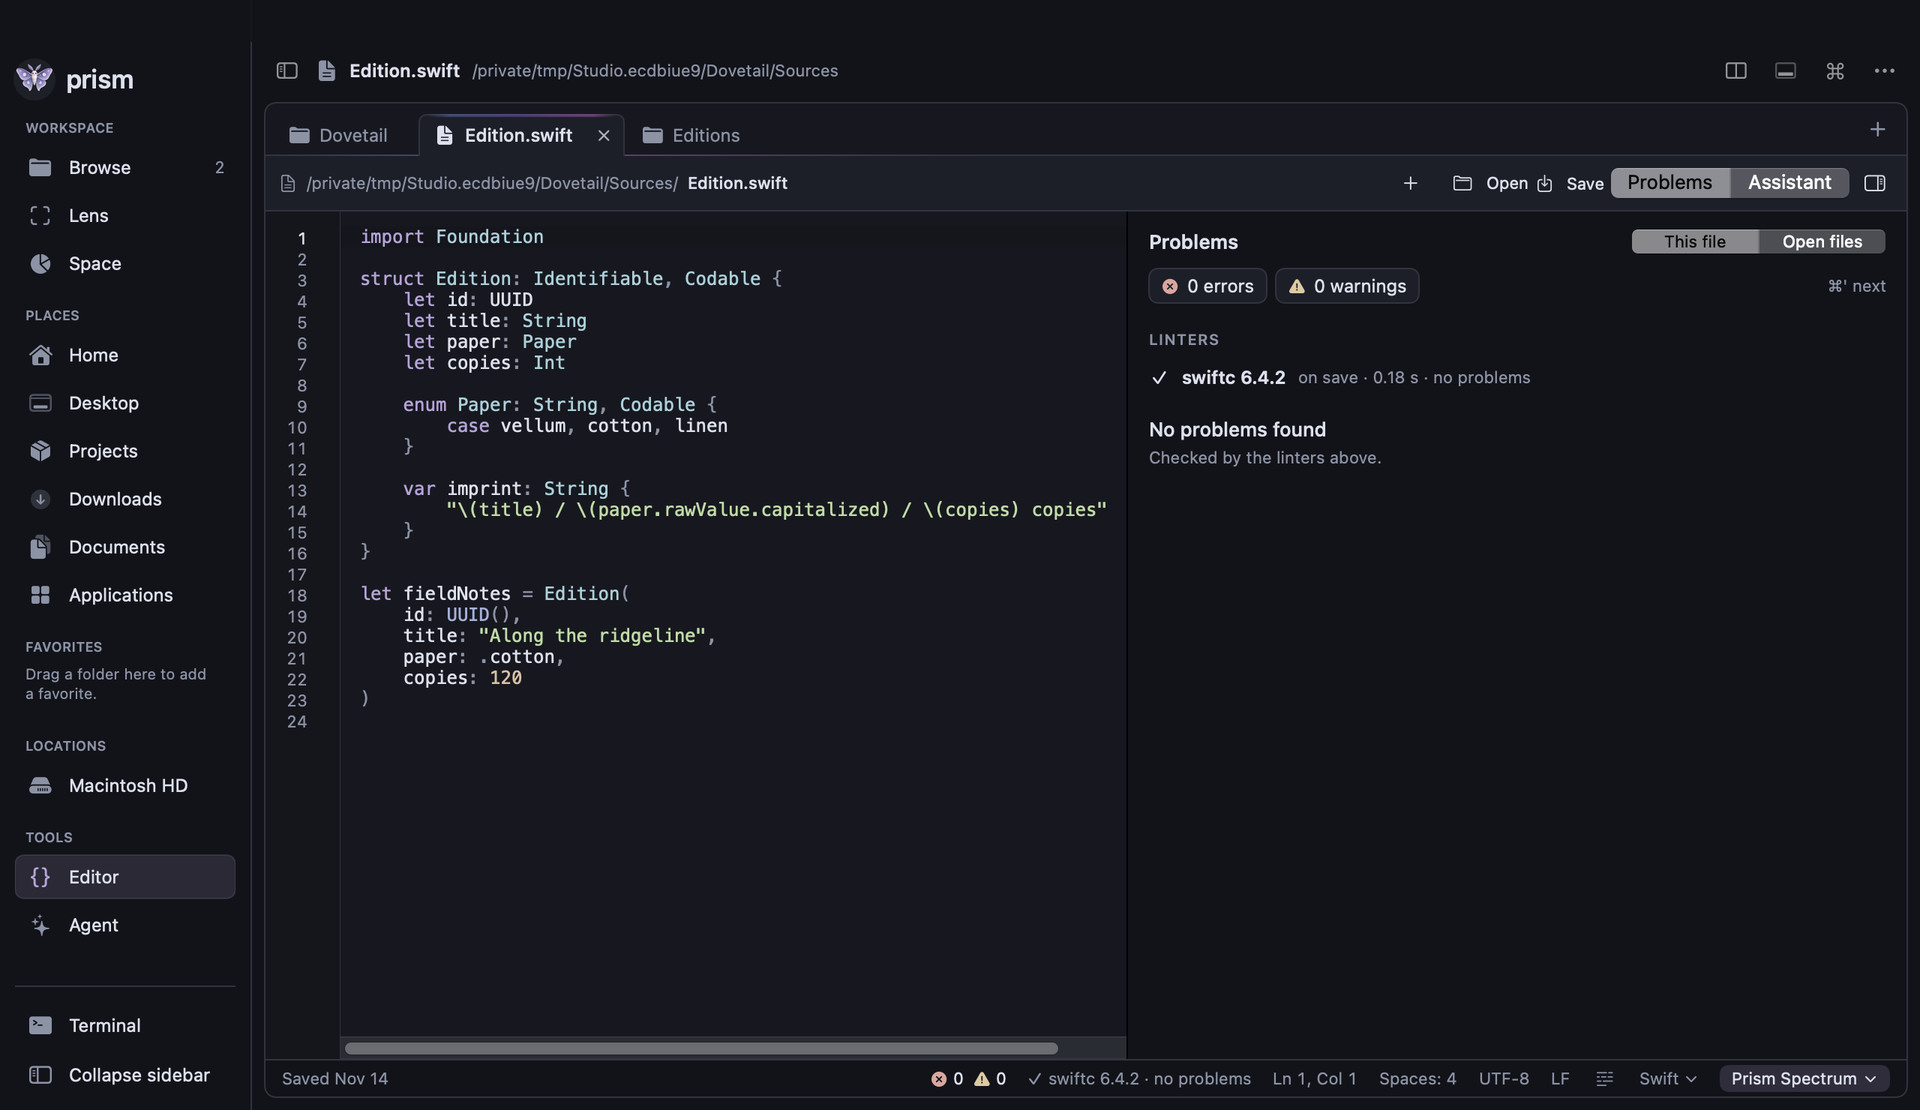 prism
WORKSPACE
Browse 2
Lens
Space
PLACES
Home
Desktop
Projects
Downloads
Documents
Applications
FAVORITES
Drag a folder here to add
a favorite.
LOCATIONS
Macintosh HD
TOOLS
Editor
Agent
Terminal
Collapse sidebar
Edition.swift /private/tmp/Studio.ecdbiue9/Dovetail/Sources
Dovetail
Edition.swift
Editions
/private/tmp/Studio.ecdbiue9/Dovetail/Sources/ Edition.swift
Open Save Problems Assistant
1 import Foundation
2
3 struct Edition: Identifiable, Codable {
4     let id: UUID
5     let title: String
6     let paper: Paper
7     let copies: Int
8
9     enum Paper: String, Codable {
10         case vellum, cotton, linen
11     }
12
13     var imprint: String {
14         "\(title) / \(paper.rawValue.capitalized) / \(copies) copies"
15     }
16 }
17
18 let fieldNotes = Edition(
19     id: UUID(),
20     title: "Along the ridgeline",
21     paper: .cotton,
22     copies: 120
23 )
24
Problems
This file Open files
0 errors 0 warnings
⌘' next
LINTERS
swiftc 6.4.2 on save · 0.18 s · no problems
No problems found
Checked by the linters above.
Saved Nov 14
0 0 swiftc 6.4.2 · no problems Ln 1, Col 1 Spaces: 4 UTF-8 LF Swift Prism Spectrum